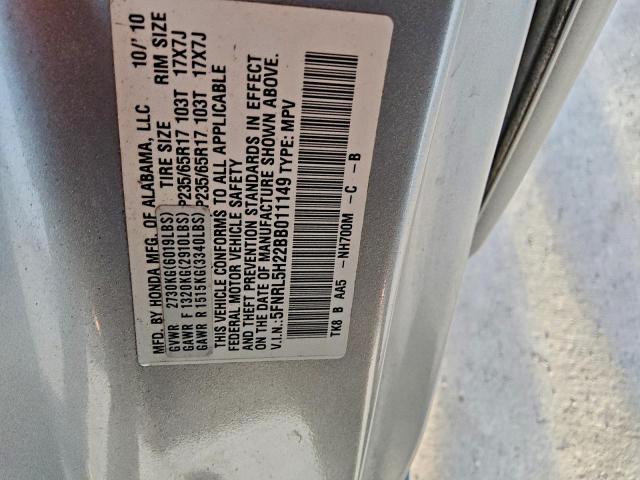 MFD. BY HONDA MFG. OF ALABAMA, LLC 10/'10
TIRE SIZE RIM SIZE
GVWR 2730KG(6019LBS)
GAWR F 1320KG(2910LBS) P235/65R17 103T 17X7J
GAWR R 1515KG(3340LBS) P235/65R17 103T 17X7J
THIS VEHICLE CONFORMS TO ALL APPLICABLE
FEDERAL MOTOR VEHICLE SAFETY
AND THEFT PREVENTION STANDARDS IN EFFECT
ON THE DATE OF MANUFACTURE SHOWN ABOVE.
V.I.N.:5FNRL5H22BB011149 TYPE: MPV
TK8 B AA5 -NH700M - C - B